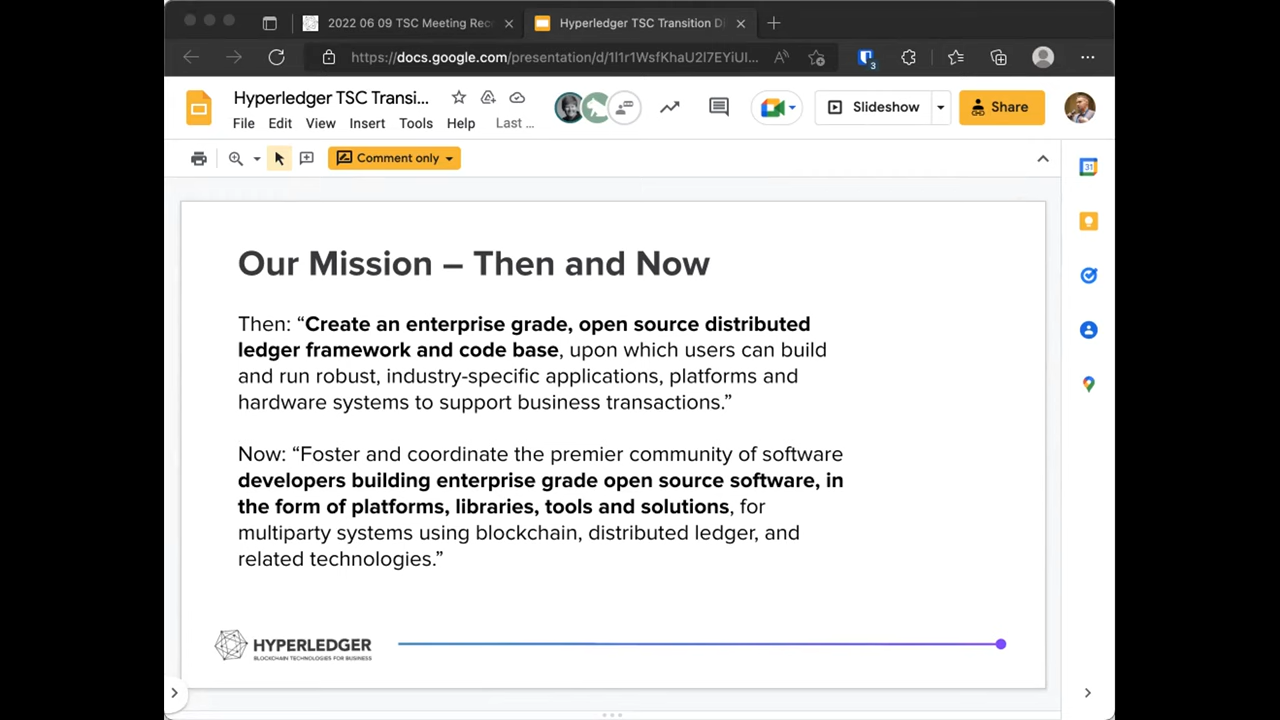 2022 06 09 TSC Meeting Rec
Hyperledger TSC Transition D
https://docs.google.com/presentation/d/1l1r1WsfKhaU2l7EYiUl...
3
Hyperledger TSC Transi...
File Edit View Insert Tools Help Last ...
Slideshow
Share
Comment only
31
Our Mission – Then and Now
Then: “Create an enterprise grade, open source distributed
ledger framework and code base, upon which users can build
and run robust, industry-specific applications, platforms and
hardware systems to support business transactions.”
Now: “Foster and coordinate the premier community of software
developers building enterprise grade open source software, in
the form of platforms, libraries, tools and solutions, for
multiparty systems using blockchain, distributed ledger, and
related technologies.”
HYPERLEDGER
BLOCKCHAIN TECHNOLOGIES FOR BUSINESS